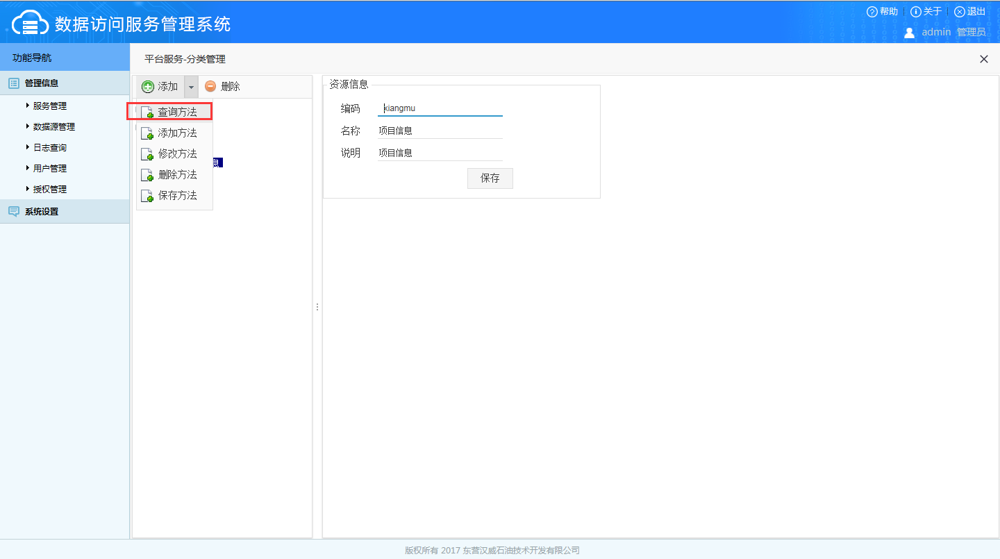 数据访问服务管理系统
帮助 关于 退出
admin 管理员
功能导航
管理信息
服务管理
数据源管理
日志查询
用户管理
授权管理
系统设置
平台服务-分类管理
添加 删除
查询方法
添加方法
修改方法
删除方法
保存方法
资源信息
编码 xiangmu
名称 项目信息
说明 项目信息
保存
版权所有 2017 东营汉威石油技术开发有限公司